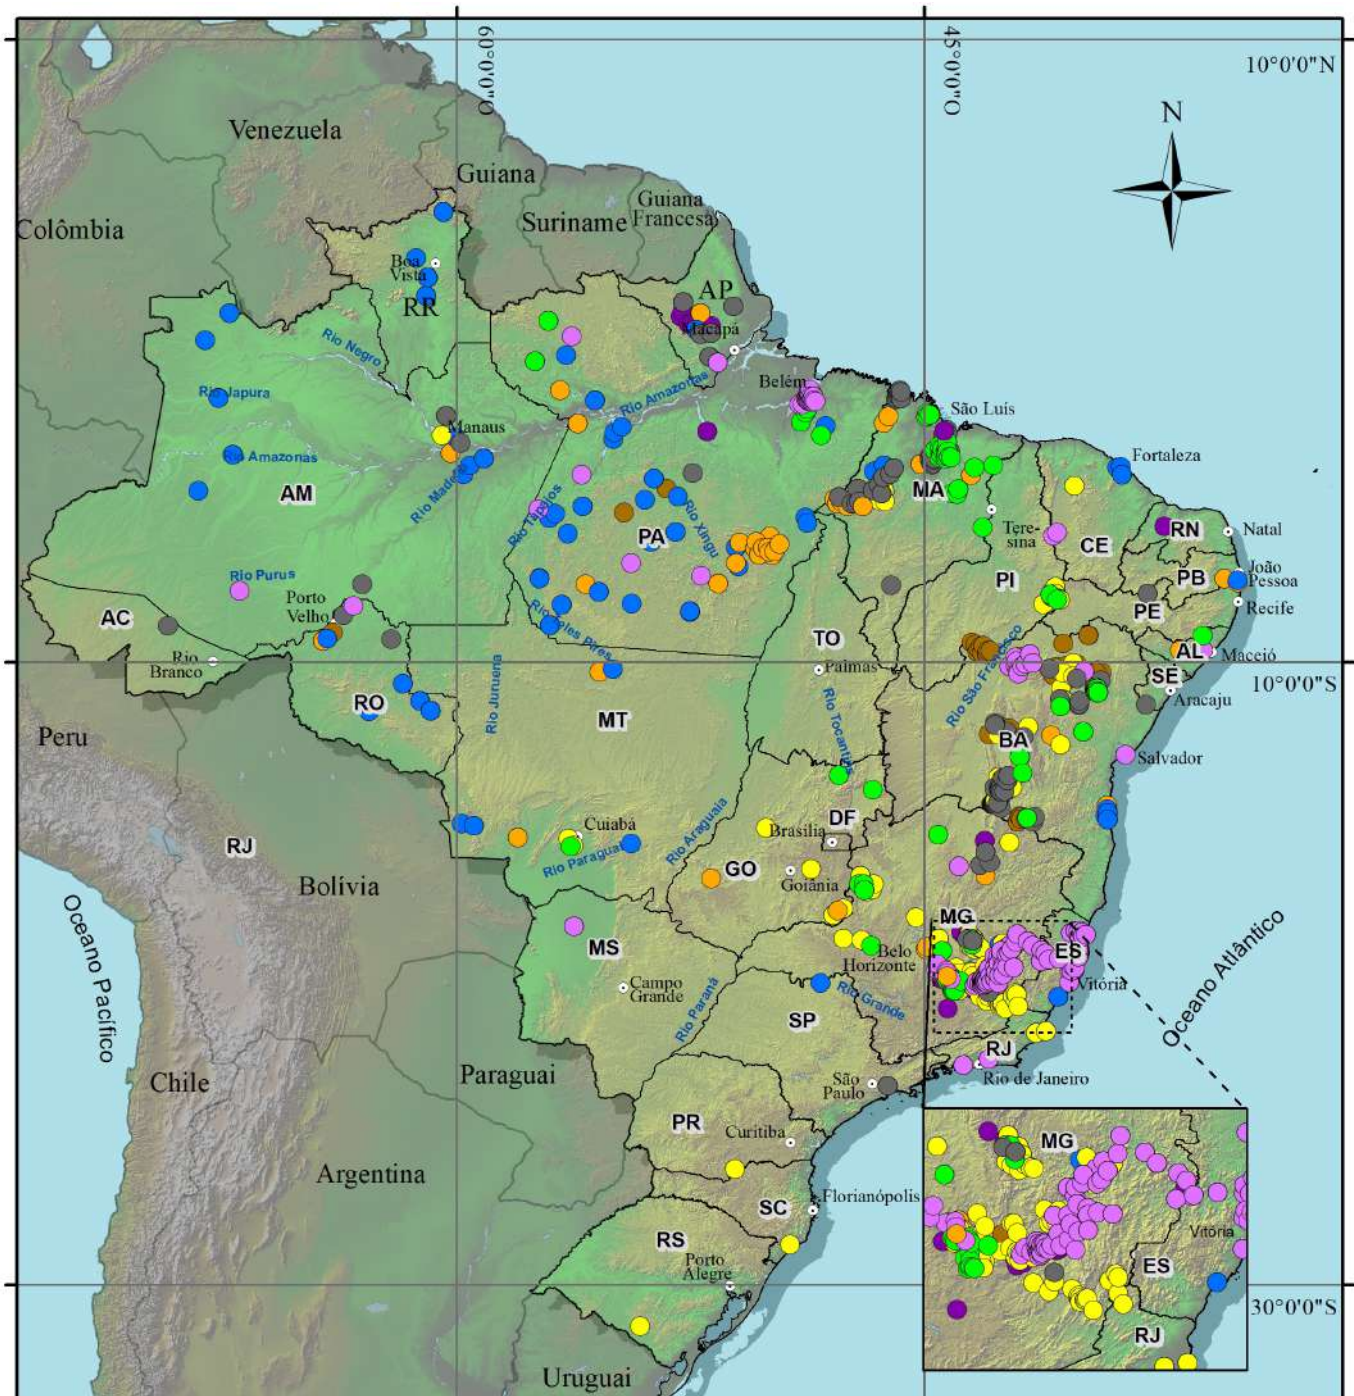 10°0'0"N
60°0'0"O
45°0'0"O
N
Venezuela
Guiana
Suriname
Guiana
Francesa
Colômbia
Boa
Vista
RR
AP
Macapá
Rio Negro
Rio Japura
Rio Amazonas
Belém
São Luís
Manaus
Rio Amazonas
Fortaleza
AM
Rio Madeira
Rio Tapajos
MA
Rio Xingu
PA
Tere-
sina
CE
RN
Natal
Rio Purus
Porto
Velho
PI
PB
João
Pessoa
PE
Recife
AC
Rio
Branco
Rio Teles Pires
TO
Palmas
Rio São Francisco
AL
Maceió
SE
Aracaju
10°0'0"S
RO
Rio Juruena
MT
Rio Tocantins
BA
Peru
Salvador
DF
Cuiabá
Brasilia
RJ
Rio Paraguai
Rio Araguaia
GO
Goiânia
Bolívia
Oceano Pacífico
MS
MG
Belo
Horizonte
ES
Oceano Atlântico
Campo
Grande
Vitória
Rio Paraná
Rio Grande
SP
RJ
Rio de Janeiro
São
Paulo
Chile
Paraguai
PR
Curitiba
MG
Argentina
SC
Florianópolis
RS
Vitória
Porto
Alegre
ES
30°0'0"S
RJ
Uruguai